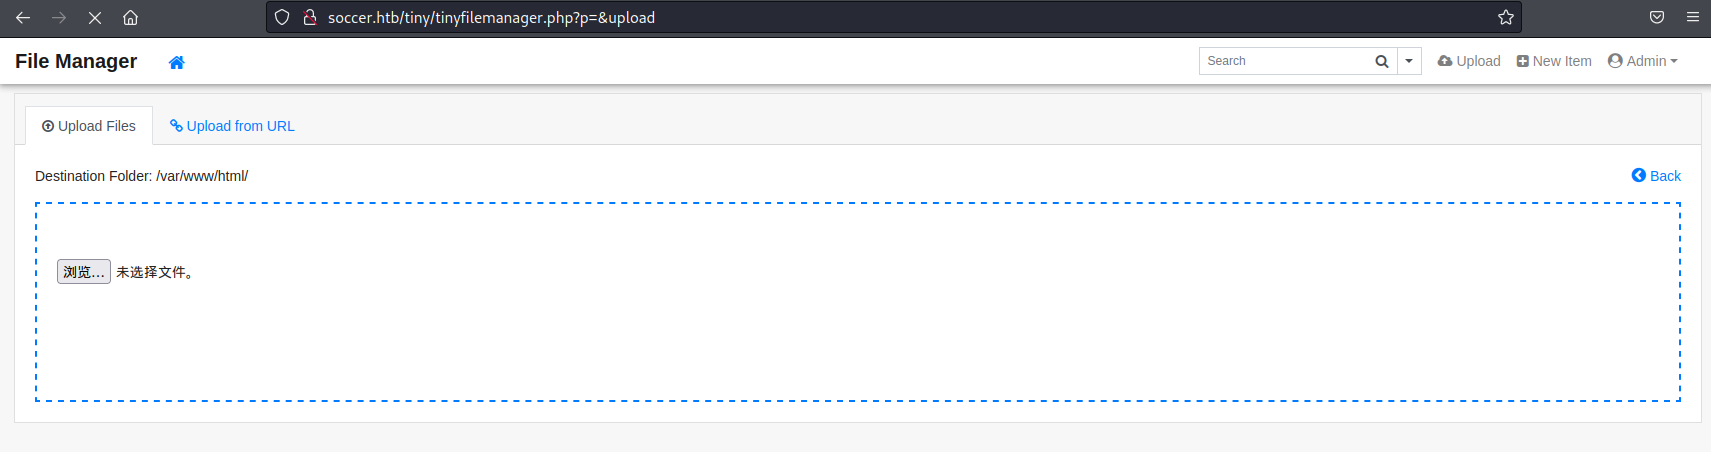 soccer.htb/tiny/tinyfilemanager.php?p=&upload
File Manager Search Upload New Item Admin
Upload Files Upload from URL
Destination Folder: /var/www/html/ Back
浏览... 未选择文件。